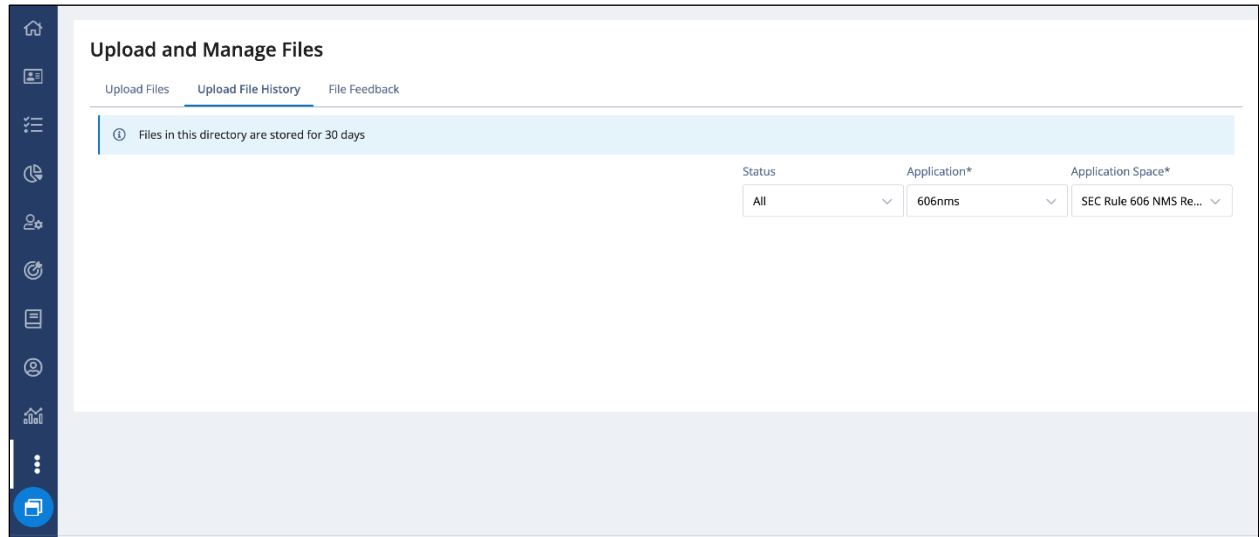 Upload and Manage Files
Upload Files Upload File History File Feedback
Files in this directory are stored for 30 days
Status Application* Application Space*
All 606nms SEC Rule 606 NMS Re...